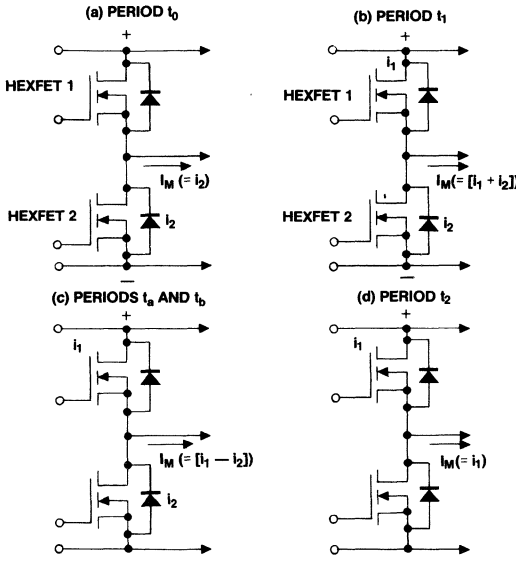 (a) PERIOD t0
+
HEXFET 1
IM (= i2)
HEXFET 2
i2
—
(b) PERIOD t1
+
i1
HEXFET 1
IM(= [i1 + i2])
HEXFET 2
i2
—
(c) PERIODS ta AND tb
+
i1
IM (= [i1 — i2])
i2
(d) PERIOD t2
+
i1
IM(= i1)